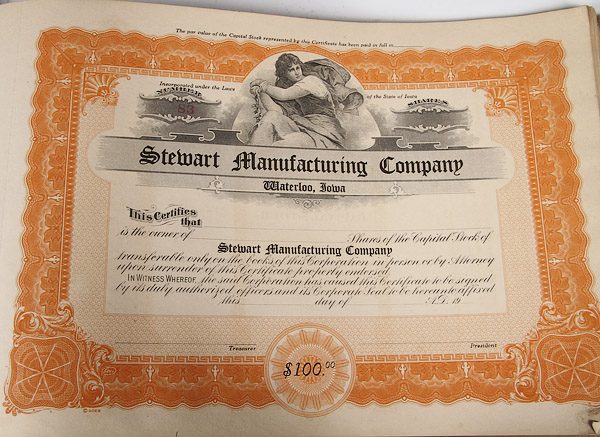 The par value of the Capital Stock represented by this Certificate has been paid in full in
Incorporated under the Laws of the State of Iowa
NUMBER
SHARES
Stewart Manufacturing Company
Waterloo, Iowa
This Certifies
that
is the owner of Shares of the Capital Stock of
Stewart Manufacturing Company
transferable only on the books of this Corporation in person or by Attorney
upon surrender of this Certificate properly endorsed.
IN WITNESS WHEREOF, the said Corporation has caused this Certificate to be signed
by its duly authorized officers and its Corporate Seal to be hereunto affixed
this day of A.D. 19
Treasurer President
$100.00